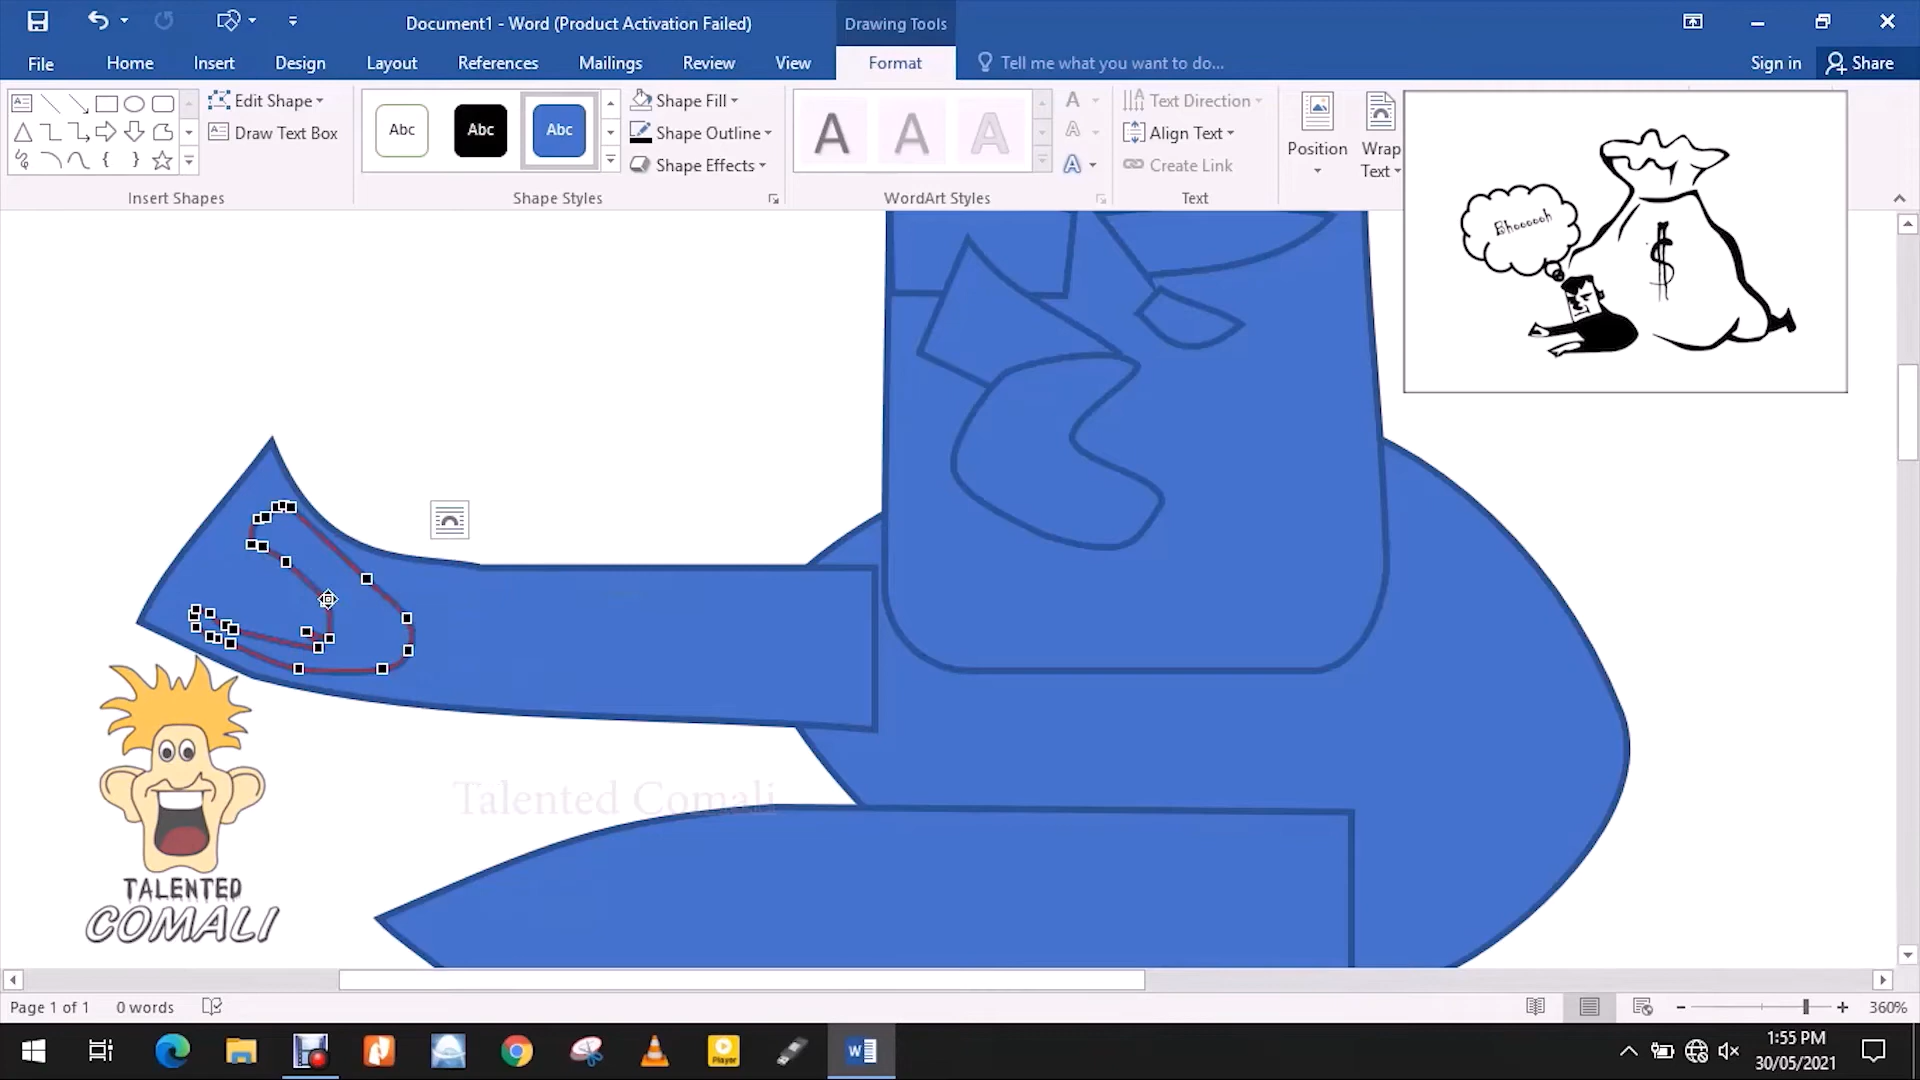 Document1 - Word (Product Activation Failed)
Drawing Tools
File
Home
Insert
Design
Layout
References
Mailings
Review
View
Format
Tell me what you want to do...
Sign in
Share
Edit Shape
Draw Text Box
Insert Shapes
Abc
Abc
Abc
Shape Fill
Shape Outline
Shape Effects
Shape Styles
A A A
WordArt Styles
A
A
A
Text Direction
Align Text
Create Link
Text
Position
Wrap
Text
Bhoooooh
$
Talented Comali
TALENTED
COMALI
Page 1 of 1
0 words
360%
Player
W
1:55 PM
30/05/2021